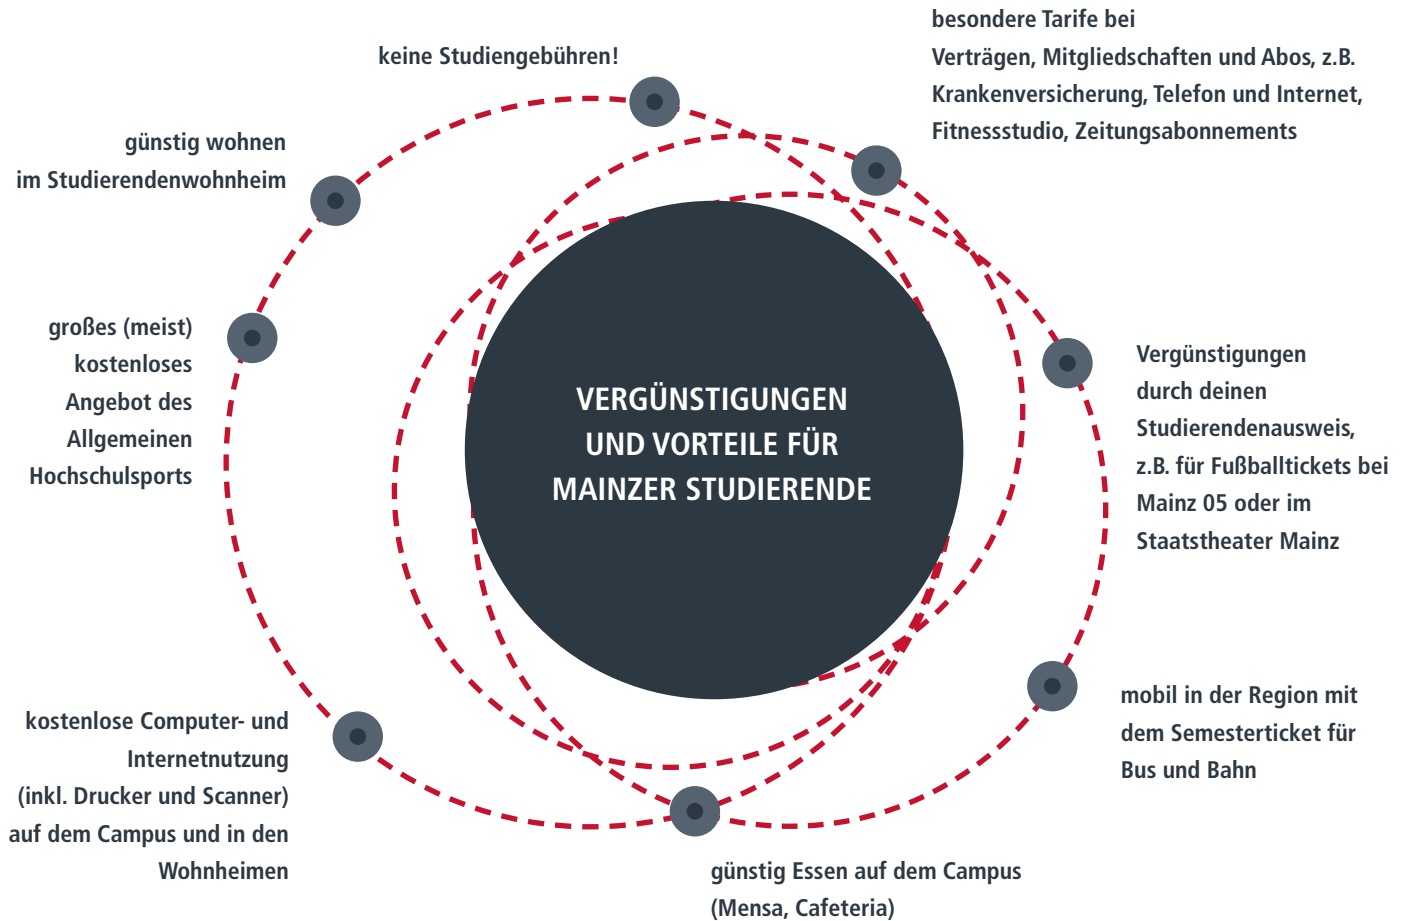 besondere Tarife bei
Verträgen, Mitgliedschaften und Abos, z.B.
Krankenversicherung, Telefon und Internet,
Fitnessstudio, Zeitungsabonnements
keine Studiengebühren!
günstig wohnen
im Studierendenwohnheim
großes (meist)
kostenloses
Angebot des
Allgemeinen
Hochschulsports
VERGÜNSTIGUNGEN
UND VORTEILE FÜR
MAINZER STUDIERENDE
Vergünstigungen
durch deinen
Studierendenausweis,
z.B. für Fußballtickets bei
Mainz 05 oder im
Staatstheater Mainz
mobil in der Region mit
dem Semesterticket für
Bus und Bahn
kostenlose Computer- und
Internetnutzung
(inkl. Drucker und Scanner)
auf dem Campus und in den
Wohnheimen
günstig Essen auf dem Campus
(Mensa, Cafeteria)